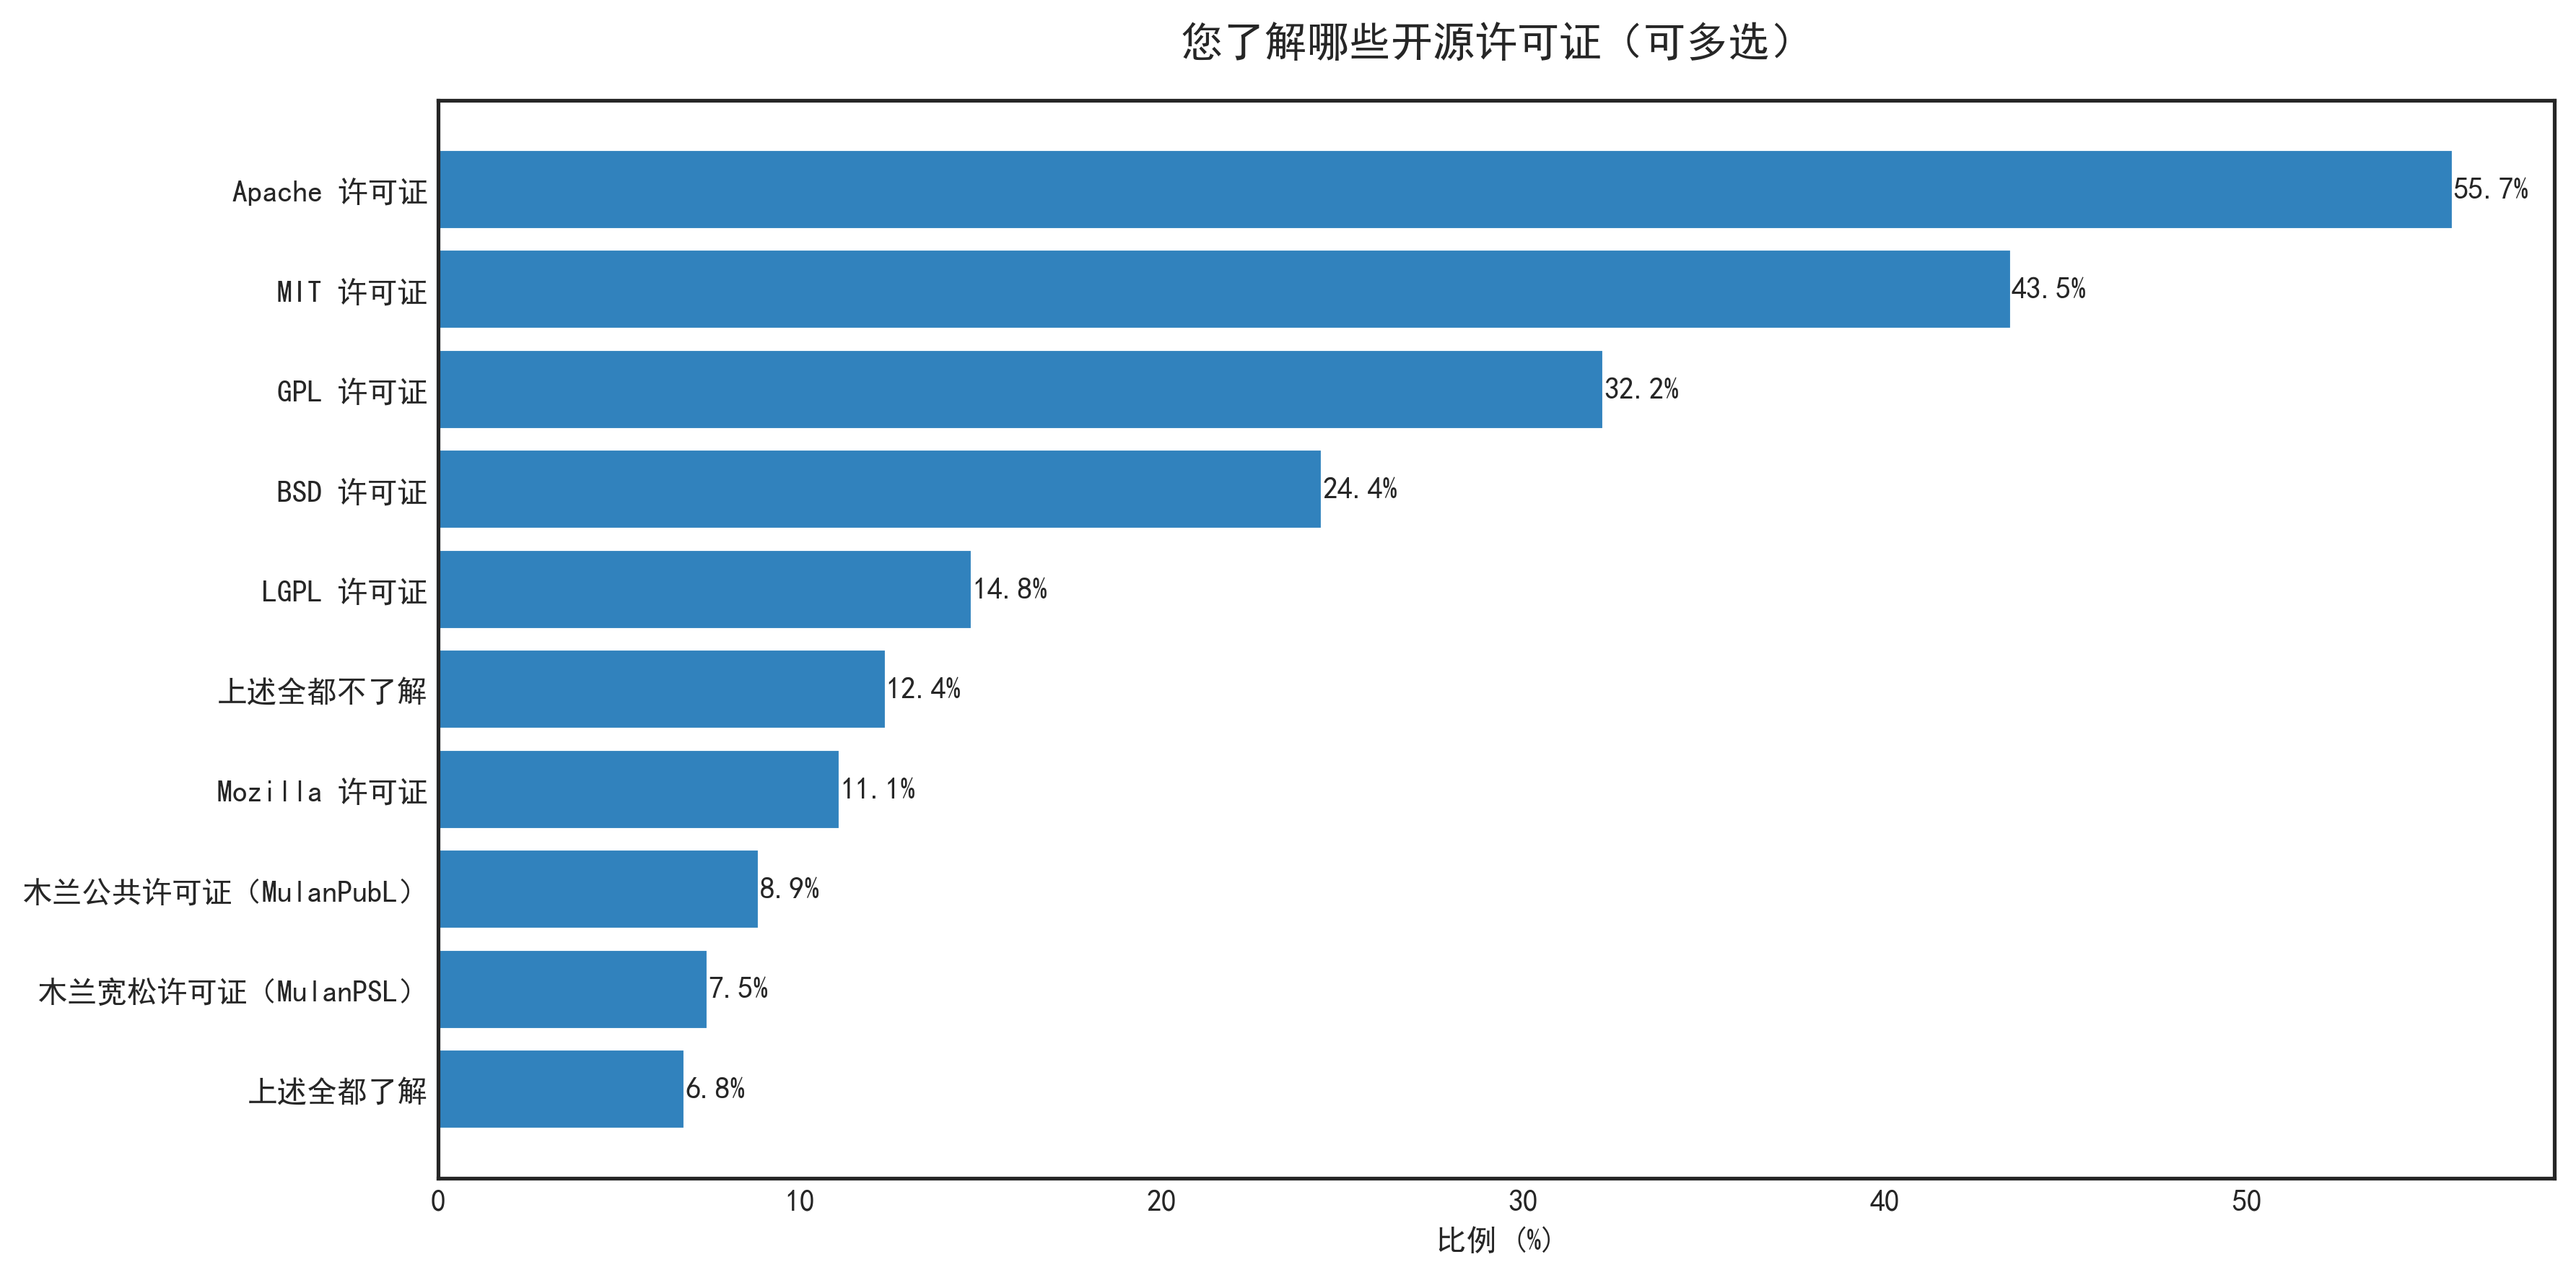 您了解哪些开源许可证（可多选）
Apache 许可证 55.7%
MIT 许可证 43.5%
GPL 许可证 32.2%
BSD 许可证 24.4%
LGPL 许可证 14.8%
上述全都不了解 12.4%
Mozilla 许可证 11.1%
木兰公共许可证（MulanPubL） 8.9%
木兰宽松许可证（MulanPSL） 7.5%
上述全都了解 6.8%
0 10 20 30 40 50
比例 (%)